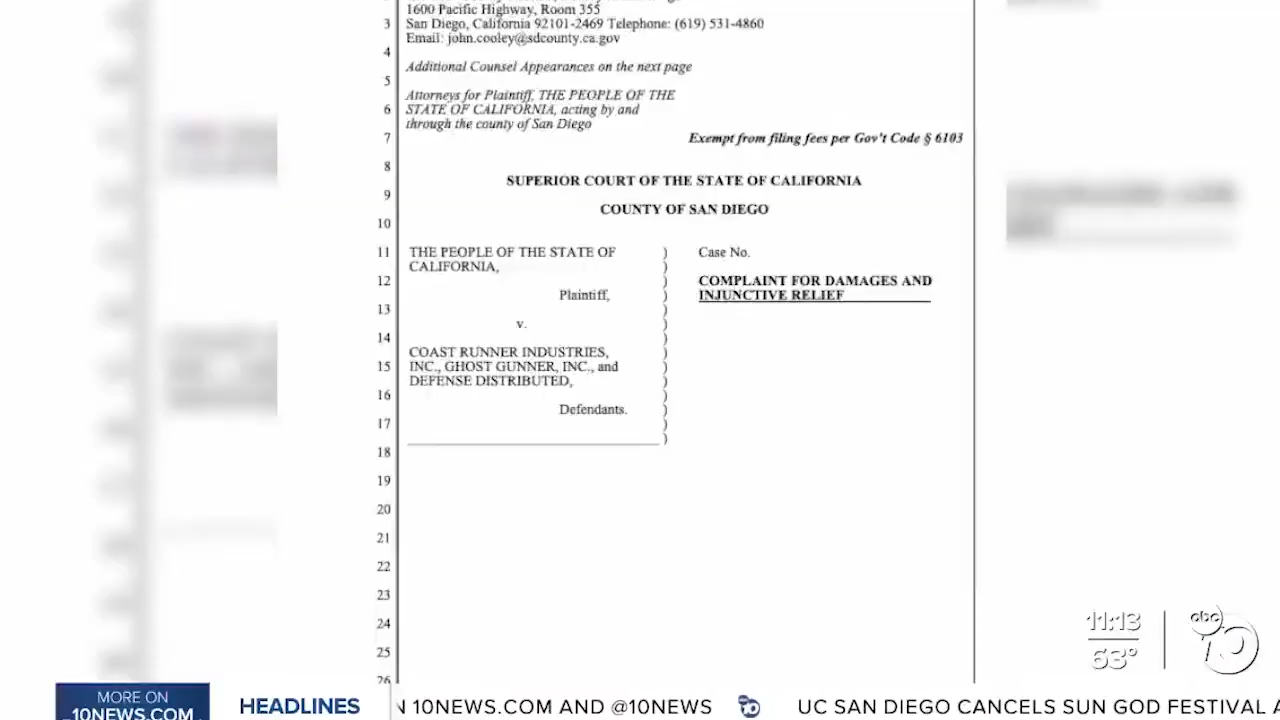 1600 Pacific Highway, Room 355
3 San Diego, California 92101-2469 Telephone: (619) 531-4860
Email: john.cooley@sdcounty.ca.gov
4
Additional Counsel Appearances on the next page
5
Attorneys for Plaintiff, THE PEOPLE OF THE
6 STATE OF CALIFORNIA, acting by and
through the county of San Diego
7 Exempt from filing fees per Gov't Code § 6103
8
SUPERIOR COURT OF THE STATE OF CALIFORNIA
9
COUNTY OF SAN DIEGO
10
11 THE PEOPLE OF THE STATE OF ) Case No.
CALIFORNIA, )
12 ) COMPLAINT FOR DAMAGES AND
Plaintiff, ) INJUNCTIVE RELIEF
13 )
v. )
14 )
COAST RUNNER INDUSTRIES, )
15 INC., GHOST GUNNER, INC., and )
DEFENSE DISTRIBUTED, )
16 )
Defendants. )
17 )
)
18
19
20
21
22
23
24
25
26
11:13
63°
abc 10
MORE ON
10NEWS.COM
HEADLINES
N 10NEWS.COM AND @10NEWS 10 UC SAN DIEGO CANCELS SUN GOD FESTIVAL A